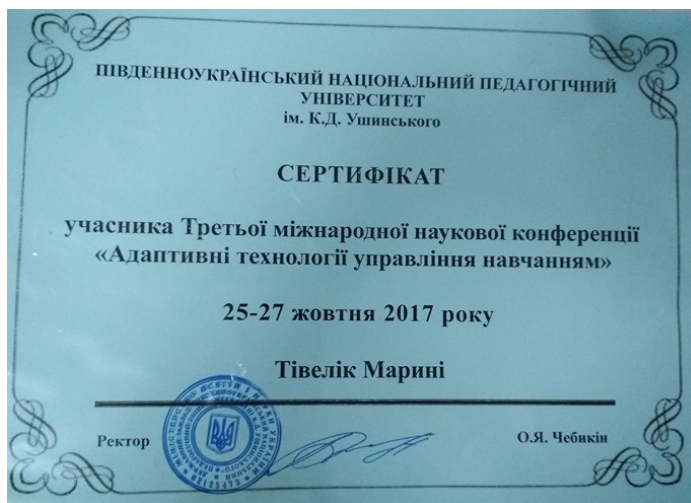 ПІВДЕННОУКРАЇНСЬКИЙ НАЦІОНАЛЬНИЙ ПЕДАГОГІЧНИЙ
УНІВЕРСИТЕТ
ім. К.Д. Ушинського
СЕРТИФІКАТ
учасника Третьої міжнародної наукової конференції
«Адаптивні технології управління навчанням»
25-27 жовтня 2017 року
Тівелік Марині
Ректор
О.Я. Чебикін